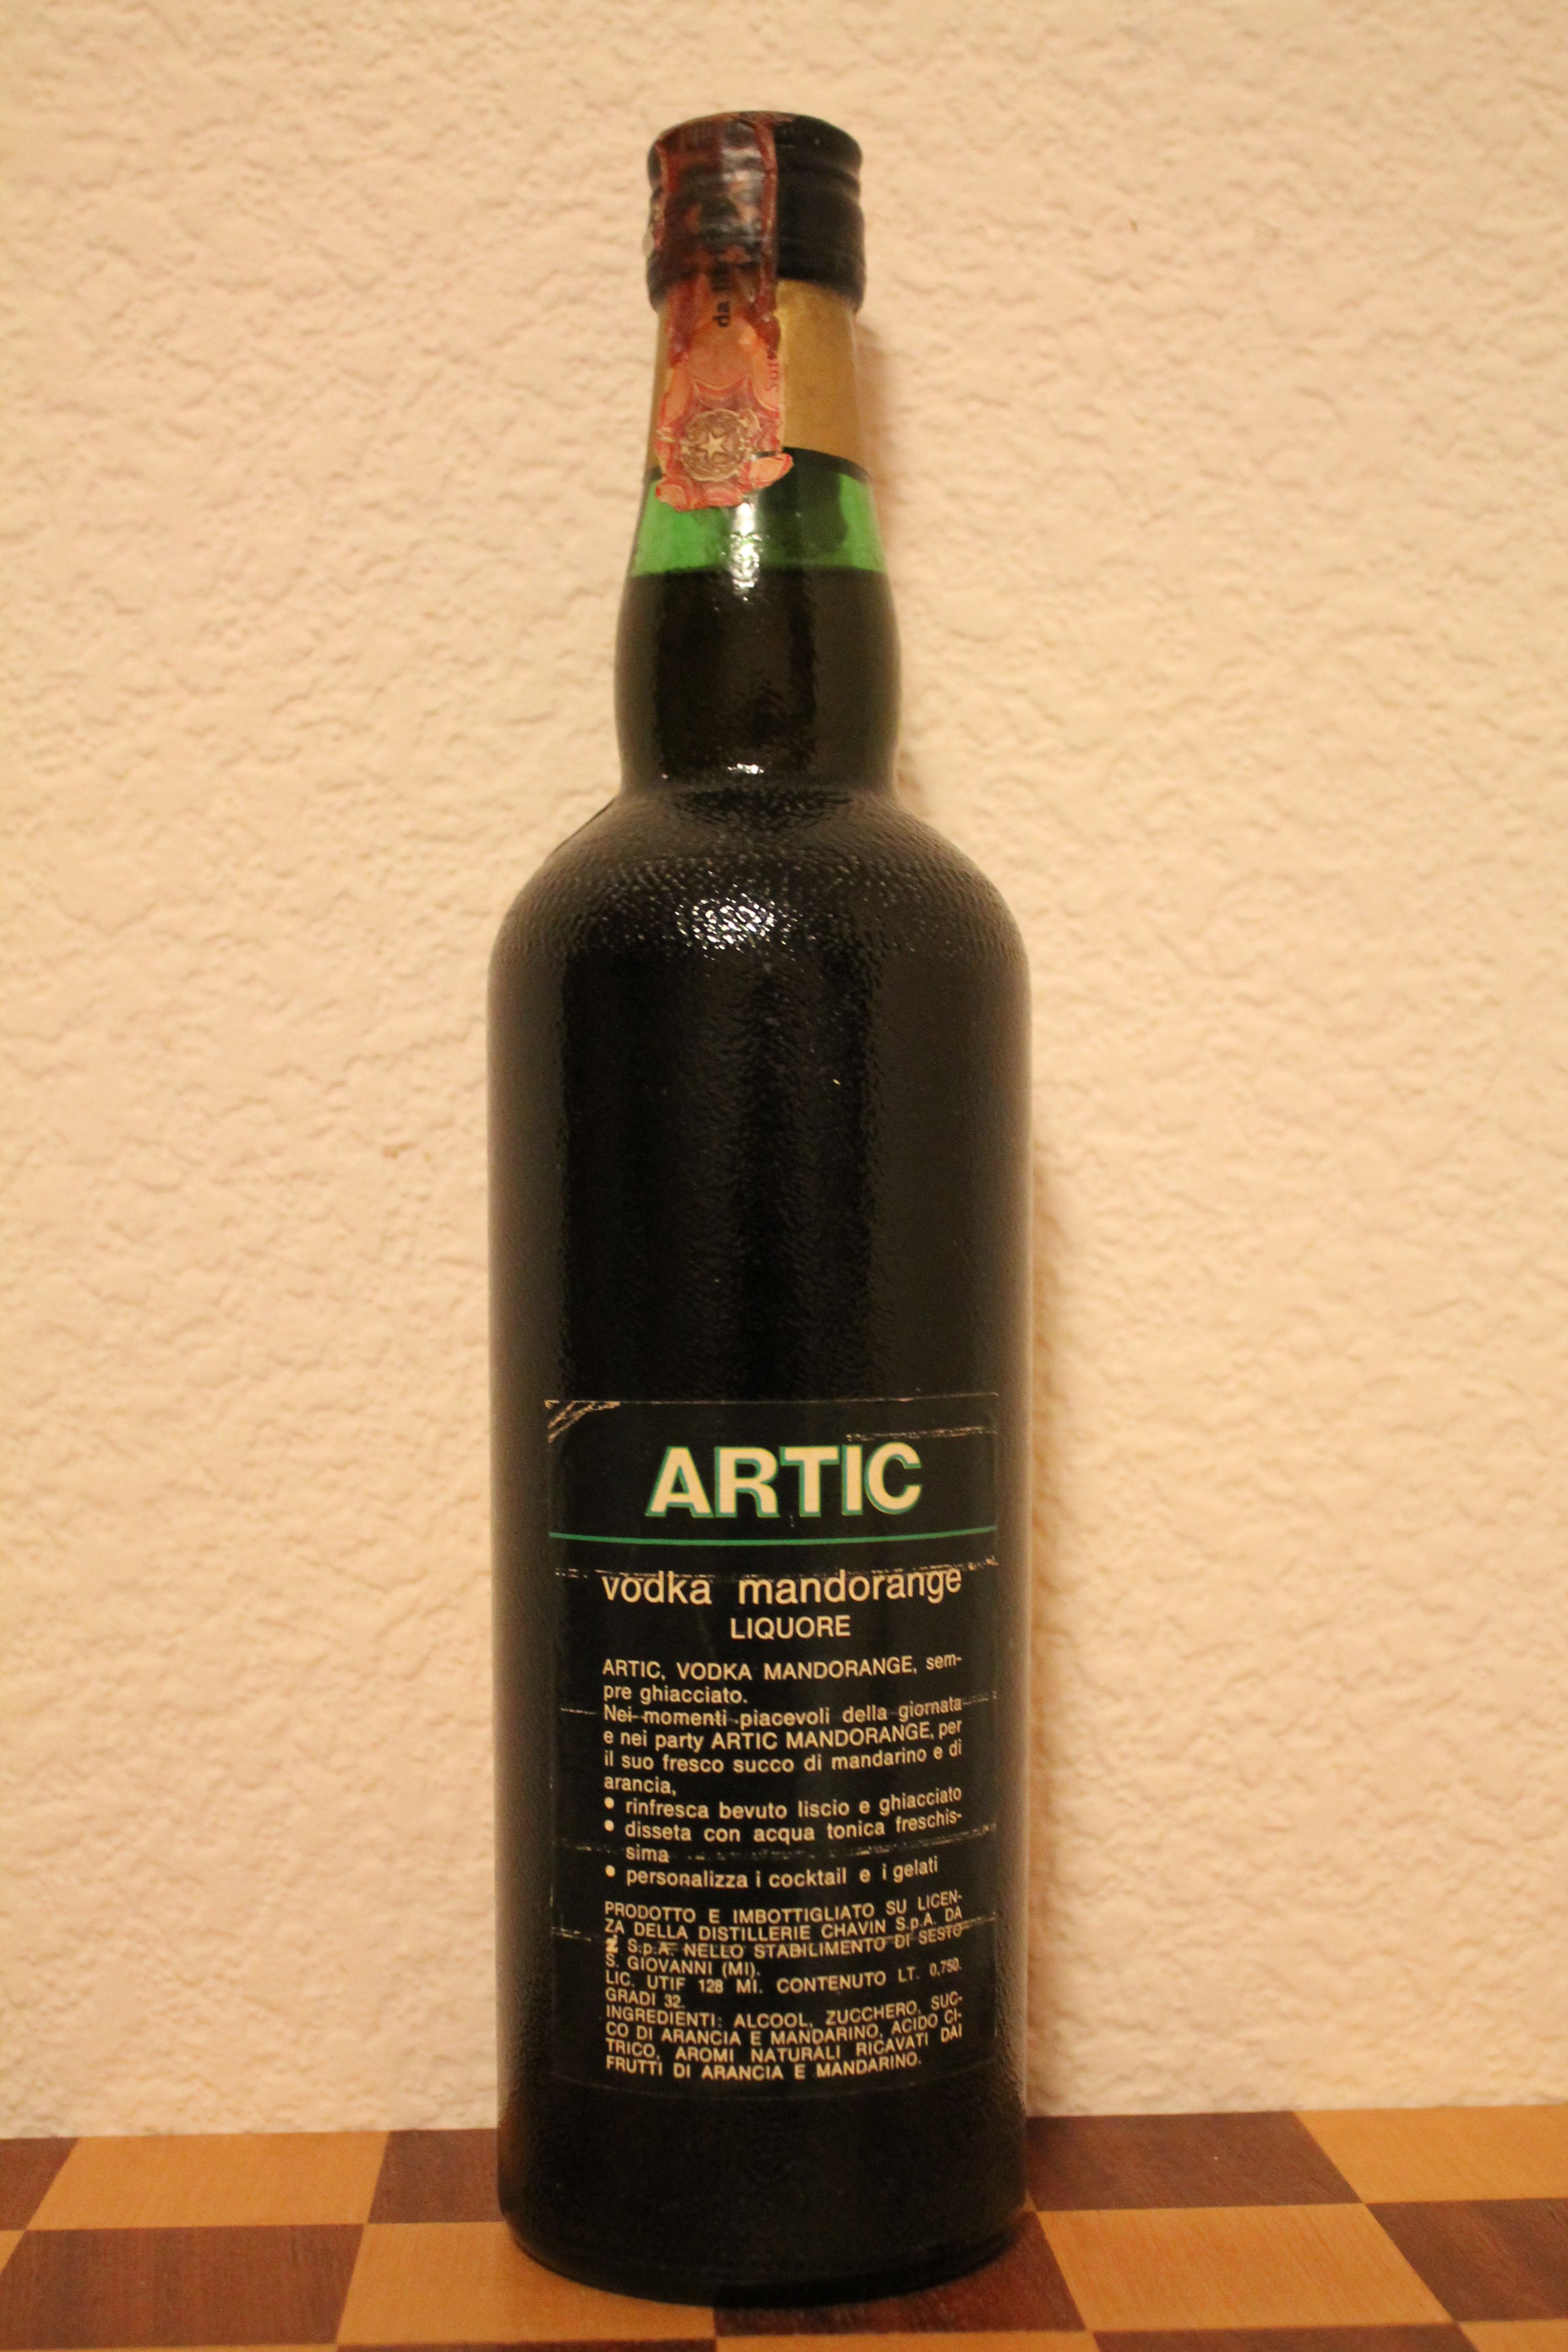 da li
ARTIC
vodka mandorange
LIQUORE
ARTIC, VODKA MANDORANGE, sem-
pre ghiacciato.
Nei momenti piacevoli della giornata
e nei party ARTIC MANDORANGE, per
il suo fresco succo di mandarino e di
arancia,
• rinfresca bevuto liscio e ghiacciato
• disseta con acqua tonica freschis-
sima
• personalizza i cocktail e i gelati
PRODOTTO E IMBOTTIGLIATO SU LICEN-
ZA DELLA DISTILLERIE CHAVIN S.p.A. DA
S.p.A. NELLO STABILIMENTO DI SESTO
S. GIOVANNI (MI).
LIC. UTIF 128 MI. CONTENUTO LT. 0,750.
GRADI 32.
INGREDIENTI: ALCOOL, ZUCCHERO, SUC-
CO DI ARANCIA E MANDARINO, ACIDO CI-
TRICO, AROMI NATURALI RICAVATI DAI
FRUTTI DI ARANCIA E MANDARINO.